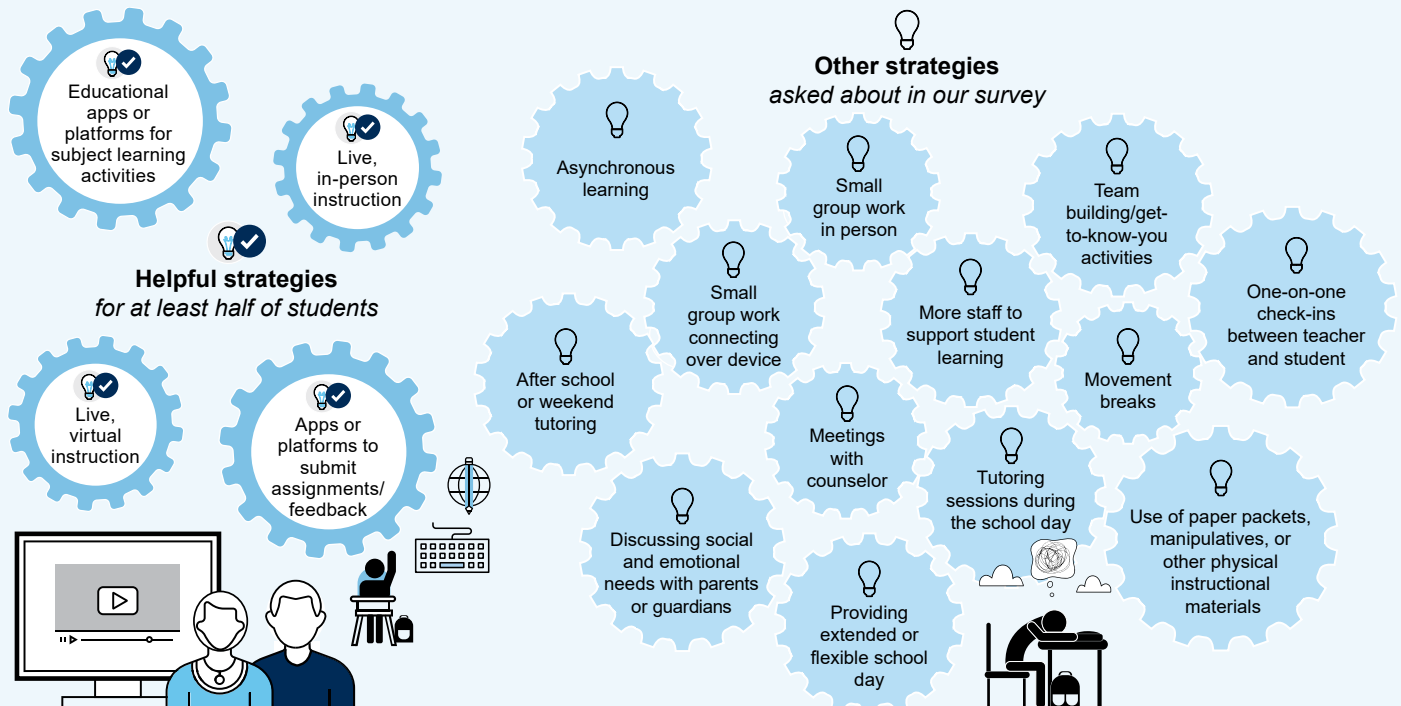 Educational
apps or
platforms for
subject learning
activities
Live,
in-person
instruction
Helpful strategies
for at least half of students
Live,
virtual
instruction
Apps or
platforms to
submit
assignments/
feedback
Other strategies
asked about in our survey
Asynchronous
learning
Small
group work
in person
Team
building/get-
to-know-you
activities
Small
group work
connecting
over device
More staff to
support student
learning
One-on-one
check-ins
between teacher
and student
After school
or weekend
tutoring
Movement
breaks
Meetings
with
counselor
Tutoring
sessions during
the school day
Discussing social
and emotional
needs with parents
or guardians
Use of paper packets,
manipulatives, or
other physical
instructional
materials
Providing
extended or
flexible school
day